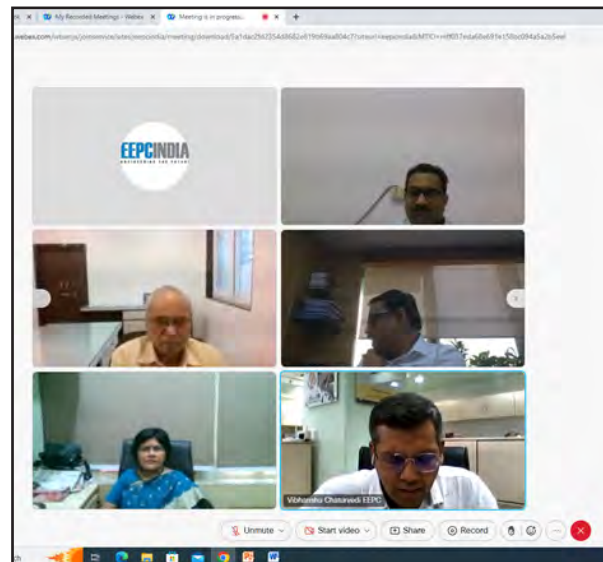 My Recorded Meetings - Webex
Meeting is in progress...
EEPCINDIA
ENGINEERING THE FUTURE
Vibhanshu Chaturvedi EEPC
Unmute
Start video
Share
Record